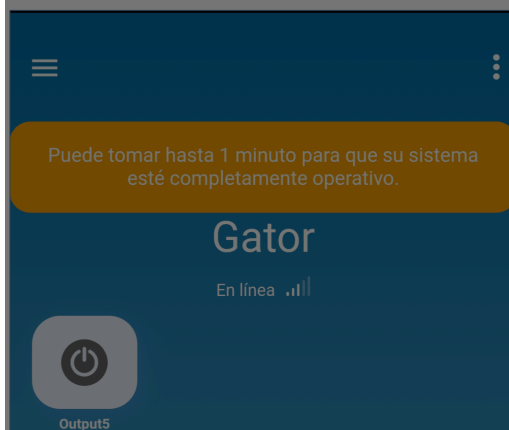 Puede tomar hasta 1 minuto para que su sistema
esté completamente operativo.
Gator
En línea
Output5